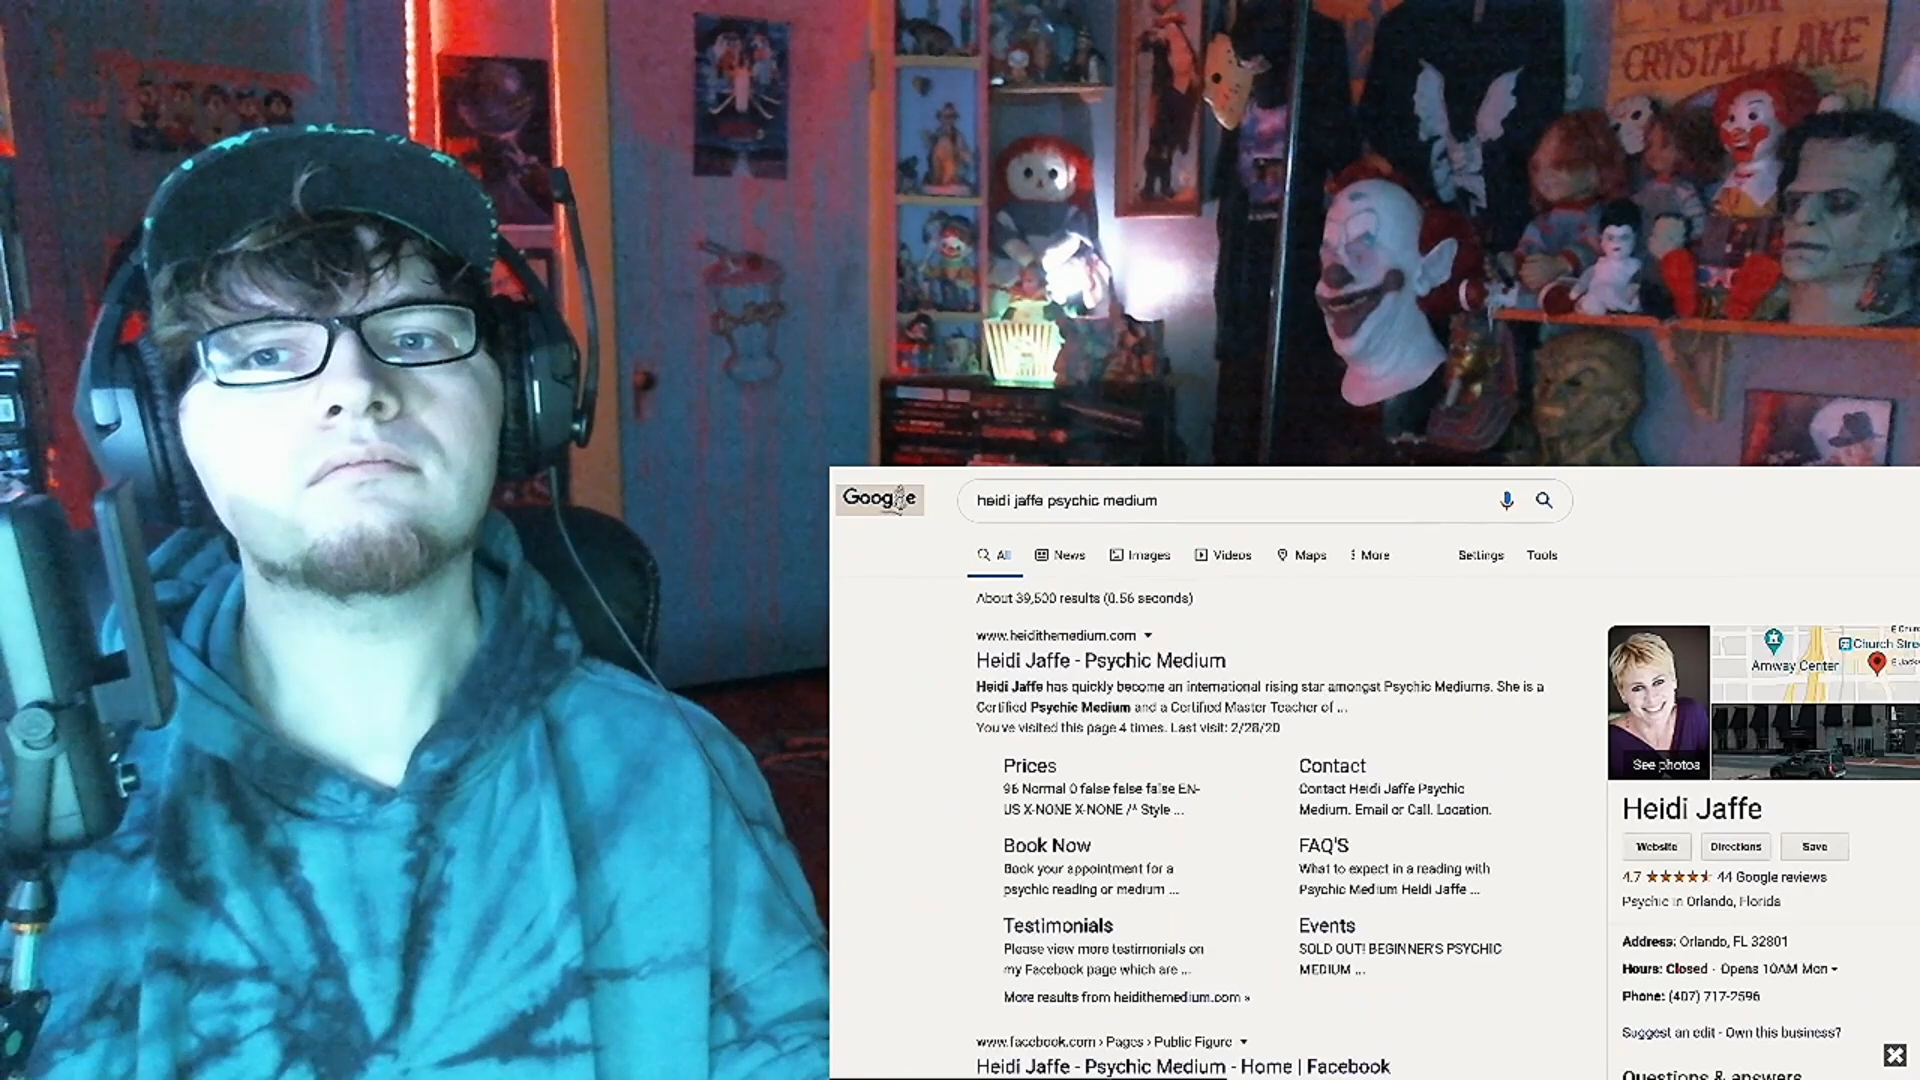 CAMP
CRYSTAL LAKE
Google
heidi jaffe psychic medium
All News Images Videos Maps More Settings Tools
About 39,500 results (0.56 seconds)
www.heidithemedium.com
Heidi Jaffe - Psychic Medium
Heidi Jaffe has quickly become an international rising star amongst Psychic Mediums. She is a
Certified Psychic Medium and a Certified Master Teacher of ...
You've visited this page 4 times. Last visit: 2/28/20
Prices
96 Normal 0 false false false EN-
US X-NONE X-NONE /* Style ...
Contact
Contact Heidi Jaffe Psychic
Medium. Email or Call. Location.
Book Now
Book your appointment for a
psychic reading or medium ...
FAQ'S
What to expect in a reading with
Psychic Medium Heidi Jaffe ...
Testimonials
Please view more testimonials on
my Facebook page which are ...
Events
SOLD OUT! BEGINNER'S PSYCHIC
MEDIUM ...
More results from heidithemedium.com »
www.facebook.com › Pages › Public Figure
Heidi Jaffe - Psychic Medium - Home | Facebook
Amway Center
Church Stre
See photos
Heidi Jaffe
Website Directions Save
4.7 ★★★★★ 44 Google reviews
Psychic in Orlando, Florida
Address: Orlando, FL 32801
Hours: Closed · Opens 10AM Mon
Phone: (407) 717-2596
Suggest an edit · Own this business?
Questions & answers